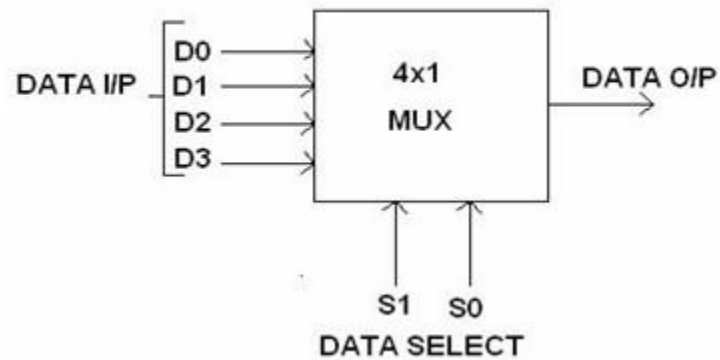 D0
D1
DATA I/P
D2
D3
4x1
MUX
DATA O/P
S1 S0
DATA SELECT